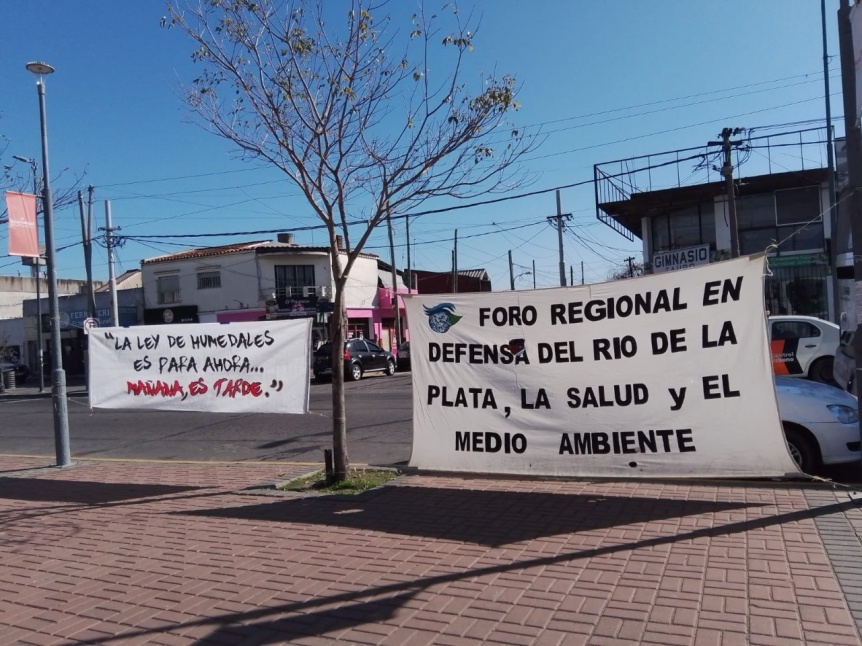 "LA LEY DE HUMEDALES
ES PARA AHORA...
MAÑANA, ES TARDE."
FORO REGIONAL EN
DEFENSA DEL RIO DE LA
PLATA, LA SALUD y EL
MEDIO AMBIENTE
GIMNASIO